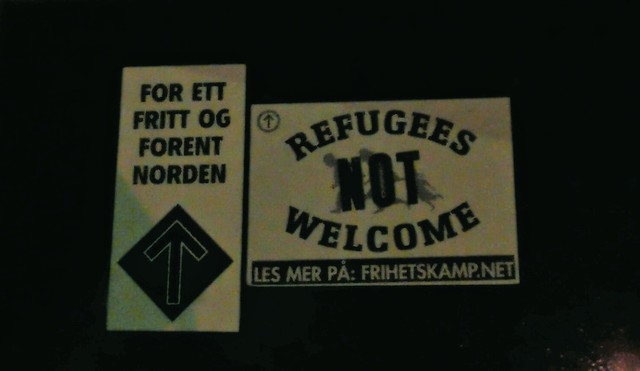 FOR ETT
FRITT OG
FORENT
NORDEN
REFUGEES
NOT
WELCOME
LES MER PÅ: FRIHETSKAMP.NET